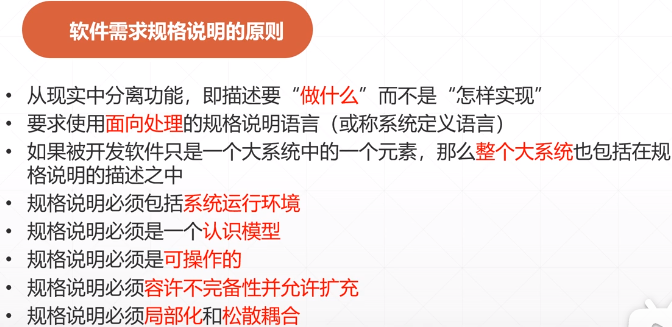 软件需求规格说明的原则
• 从现实中分离功能，即描述要“做什么”而不是“怎样实现”
• 要求使用面向处理的规格说明语言（或称系统定义语言）
• 如果被开发软件只是一个大系统中的一个元素，那么整个大系统也包括在规
格说明的描述之中
• 规格说明必须包括系统运行环境
• 规格说明必须是一个认识模型
• 规格说明必须是可操作的
• 规格说明必须容许不完备性并允许扩充
• 规格说明必须局部化和松散耦合